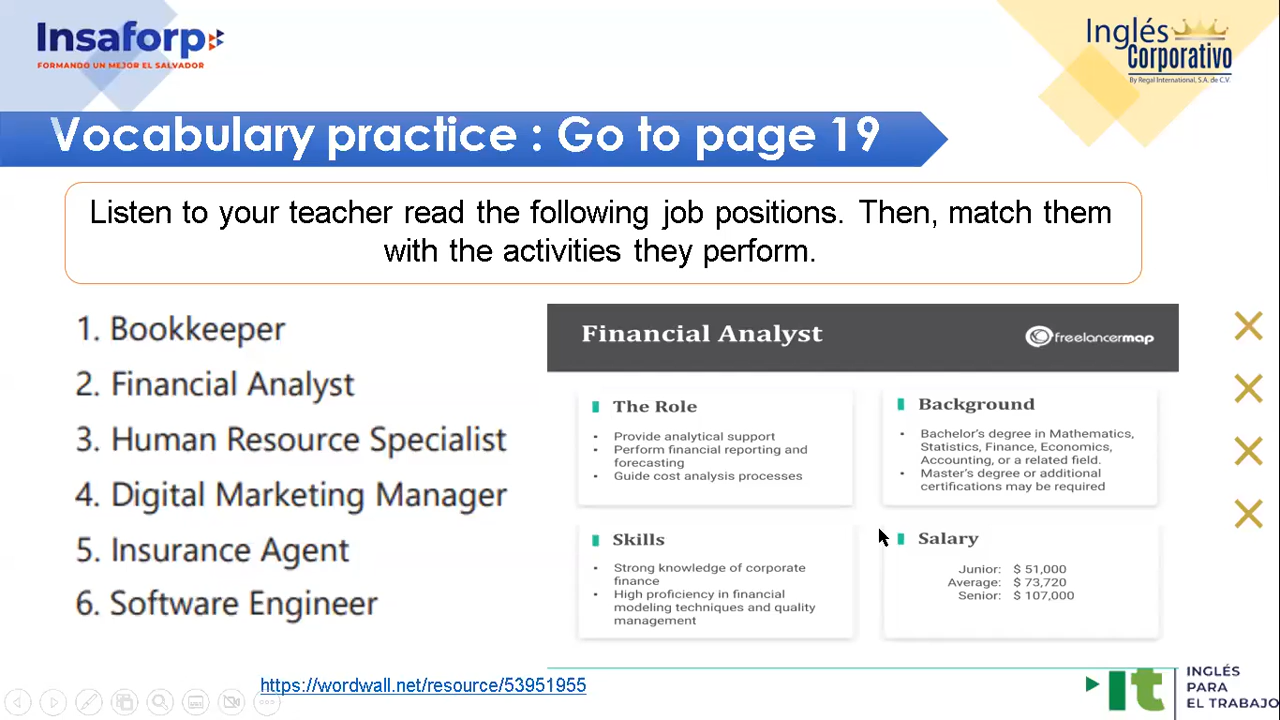 Insaforp
FORMANDO UN MEJOR EL SALVADOR
Inglés
Corporativo
By Regal International, S.A. de C.V.
Vocabulary practice : Go to page 19
Listen to your teacher read the following job positions. Then, match them
with the activities they perform.
1. Bookkeeper
2. Financial Analyst
3. Human Resource Specialist
4. Digital Marketing Manager
5. Insurance Agent
6. Software Engineer
Financial Analyst
freelancermap
The Role
• Provide analytical support
• Perform financial reporting and
forecasting
• Guide cost analysis processes
Background
• Bachelor's degree in Mathematics,
Statistics, Finance, Economics,
Accounting, or a related field.
• Master's degree or additional
certifications may be required
Skills
• Strong knowledge of corporate
finance
• High proficiency in financial
modeling techniques and quality
management
Salary
Junior: $ 51,000
Average: $ 73,720
Senior: $ 107,000
https://wordwall.net/resource/53951955
It
INGLÉS
PARA
EL TRABAJO